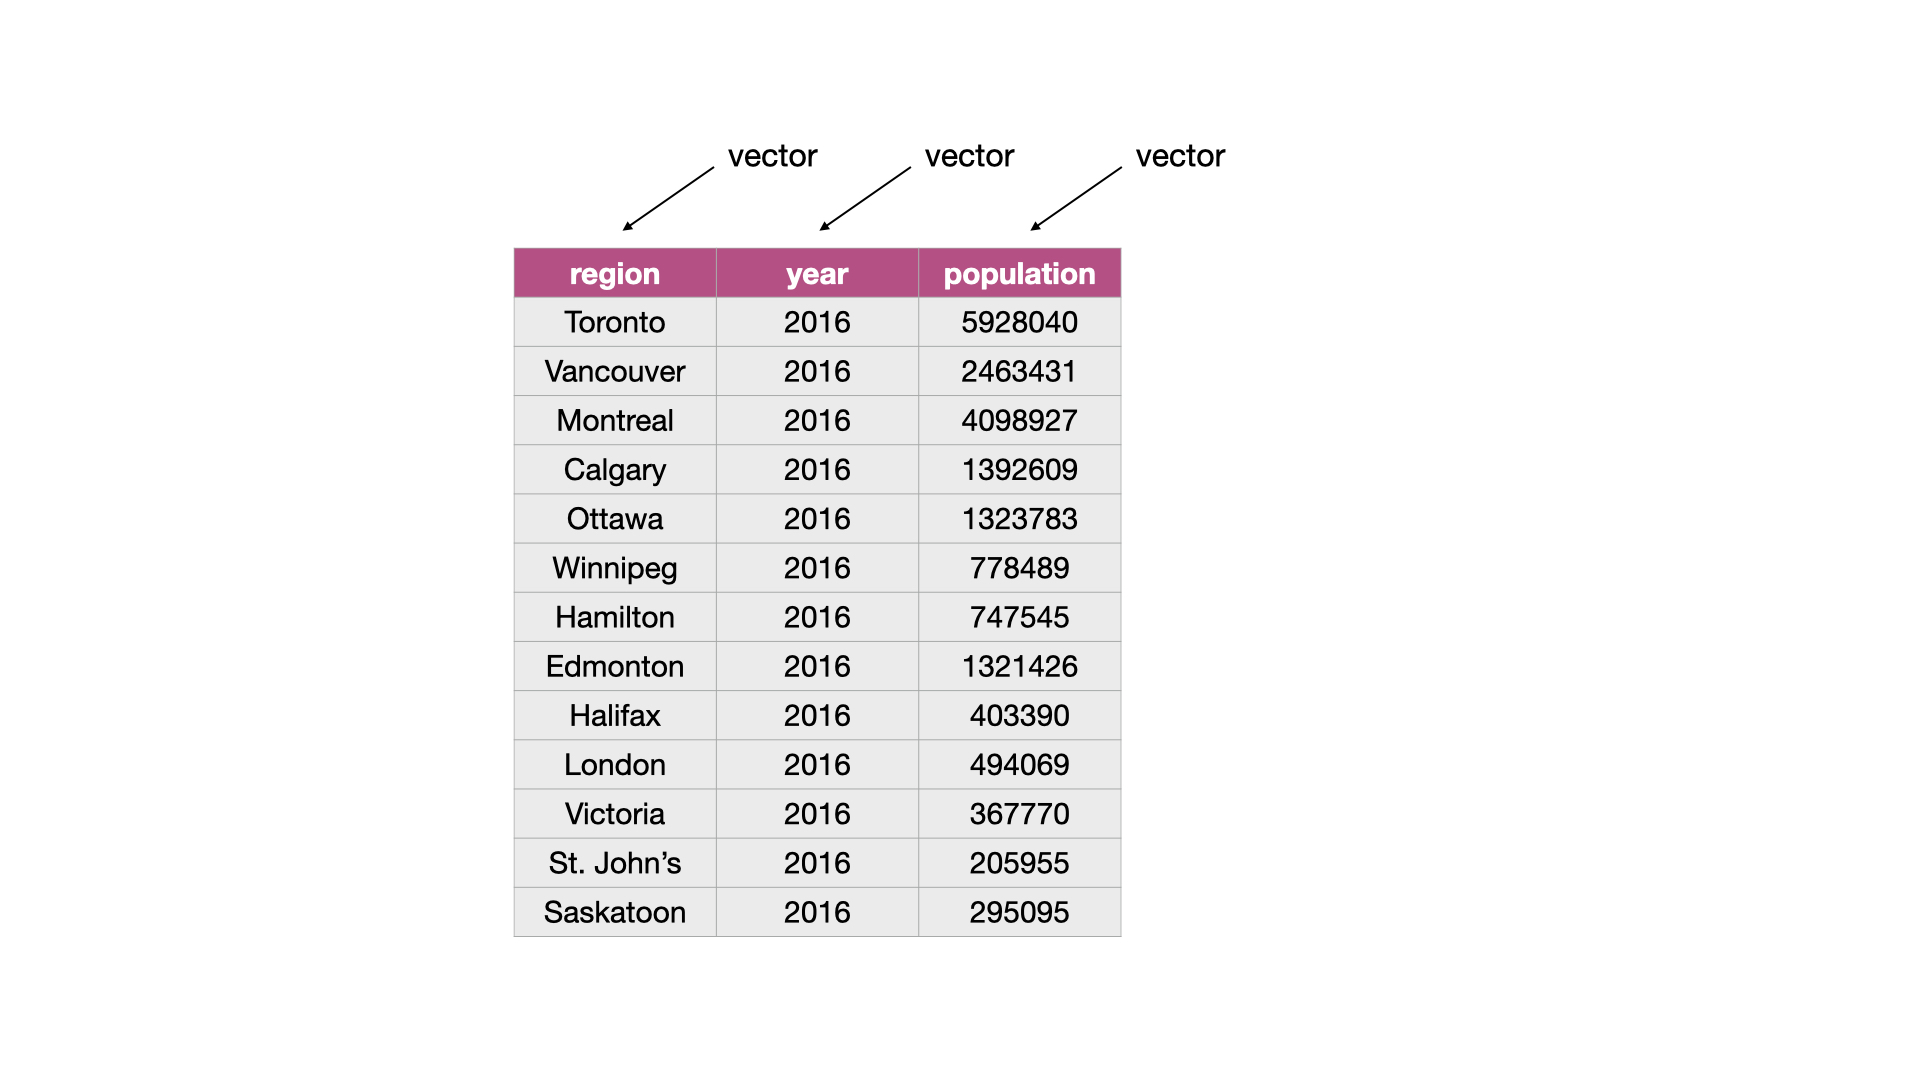 vector vector vector
region year population
Toronto 2016 5928040
Vancouver 2016 2463431
Montreal 2016 4098927
Calgary 2016 1392609
Ottawa 2016 1323783
Winnipeg 2016 778489
Hamilton 2016 747545
Edmonton 2016 1321426
Halifax 2016 403390
London 2016 494069
Victoria 2016 367770
St. John’s 2016 205955
Saskatoon 2016 295095